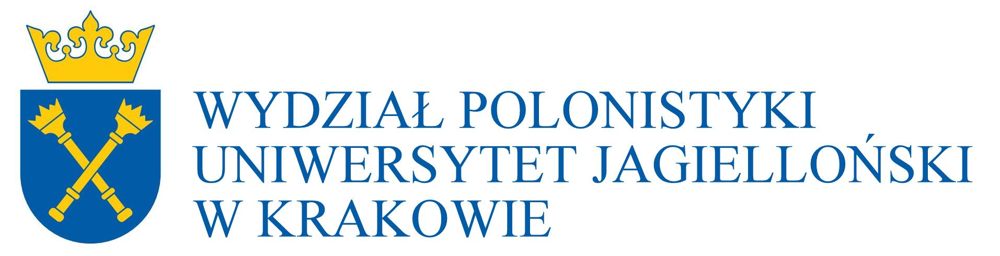 WYDZIAŁ POLONISTYKI
UNIWERSYTET JAGIELLOŃSKI
W KRAKOWIE